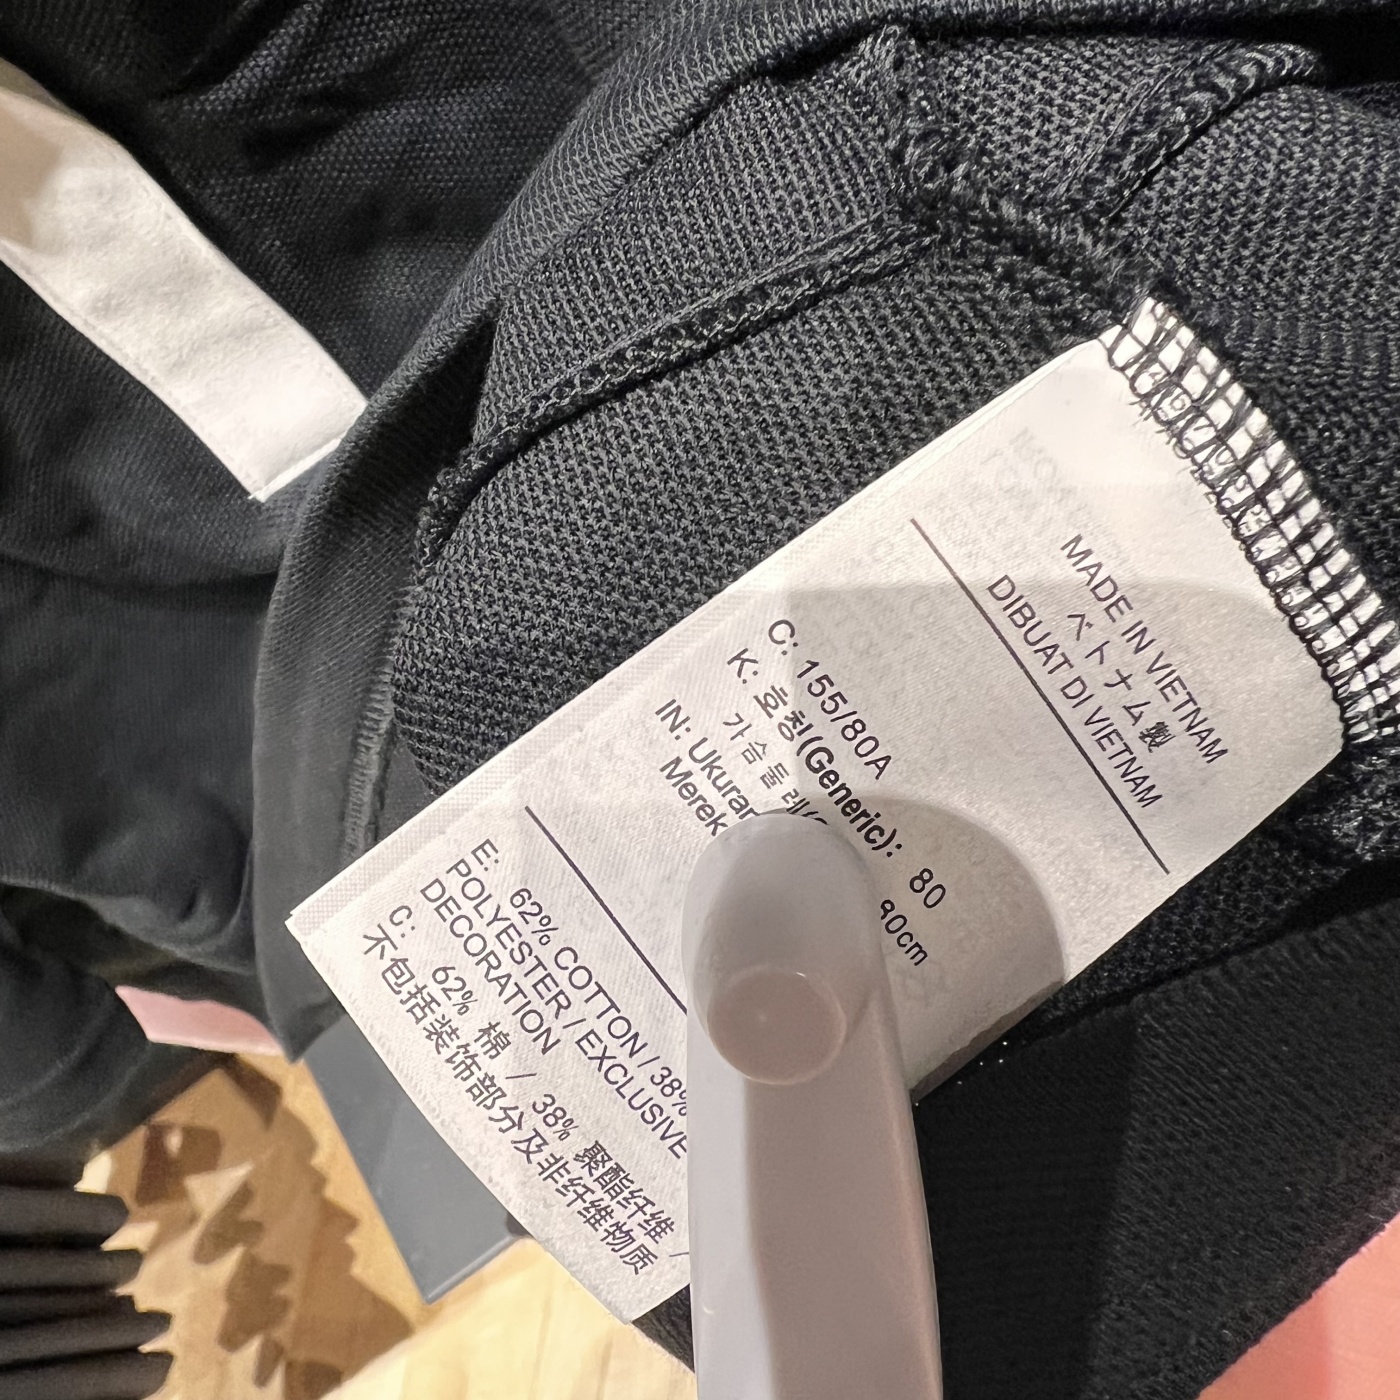 MADE IN VIETNAM
ベトナム製
DIBUAT DI VIETNAM
C: 155/80A
K: 호칭(Generic): 80
가슴둘레 80cm
IN: Ukuran
Merek
E: 62% COTTON / 38%
POLYESTER / EXCLUSIVE
DECORATION
C: 62% 棉 / 38% 聚酯纤维 /
不包括装饰部分及非纤维物质